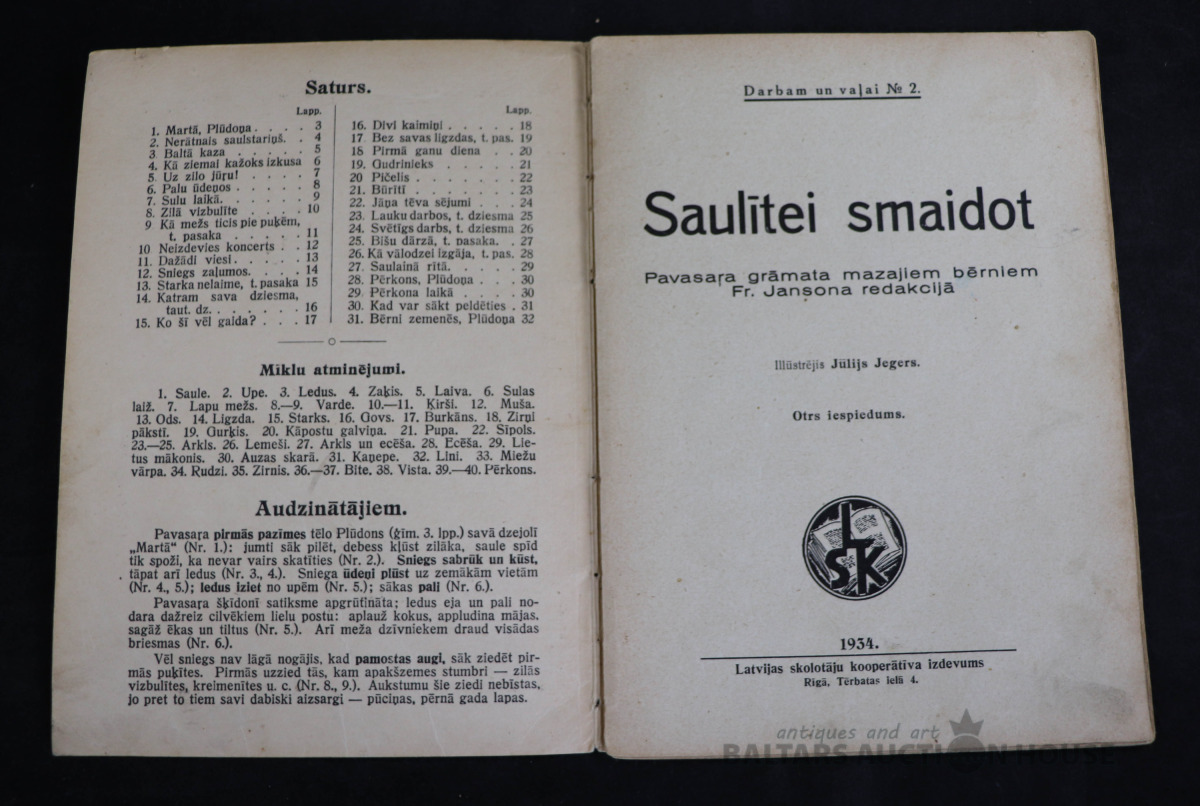 Saturs.
Lapp.
1. Martā, Plūdoņa . . . . 3
2. Nerātnais saulstariņš. . 4
3. Baltā kaza . . . . . 5
4. Kā ziemai kažoks izkusa 6
5. Uz zilo jūru! . . . . 7
6. Palu ūdeņos . . . . . 8
7. Sulu laikā. . . . . . 9
8. Zilā vizbulīte . . . . 10
9 Kā mežs ticis pie puķēm,
t. pasaka . . . . . 11
10 Neizdevies koncerts . . 12
11. Dažādi viesi . . . . . 13
12. Sniegs zaļumos. . . . 14
13. Starka nelaime, t. pasaka 15
14. Katram sava dziesma,
taut. dz. . . . . . 16
15. Ko šī vēl gaida? . . . 17
Lapp.
16. Divi kaimiņi . . . . . 18
17. Bez savas ligzdas, t. pas. 19
18 Pirmā ganu diena . . 20
19. Gudrinieks . . . . . 21
20 Pičelis . . . . . . . 22
21. Būrītī . . . . . . . 23
22. Jāņa tēva sējumi . . . 24
23. Lauku darbos, t. dziesma 25
24. Svētīgs darbs, t. dziesma 26
25. Bišu dārzā, t. pasaka. . 27
26. Kā vālodzei izgāja, t. pas. 28
27. Saulainā rītā. . . . . 29
28. Pērkons, Plūdoņa . . . 30
29. Pērkona laikā . . . . 30
30. Kad var sākt peldēties . 31
31. Bērni zemenēs, Plūdoņa 32
Mīklu atminējumi.
1. Saule. 2. Upe. 3. Ledus. 4. Zaķis. 5. Laiva. 6. Sulas
laiž. 7. Lapu mežs. 8.—9. Varde. 10.—11. Ķirši. 12. Muša.
13. Ods. 14. Ligzda. 15. Starks. 16. Govs. 17. Burkāns. 18. Zirņi
pākstī. 19. Gurķis. 20. Kāpostu galviņa. 21. Pupa. 22. Sīpols.
23.—25. Arkls. 26. Lemeši. 27. Arkls un ecēša. 28. Ecēša. 29. Lie-
tus mākonis. 30. Auzas skarā. 31. Kaņepe. 32. Lini. 33. Miežu
vārpa. 34. Rudzi. 35. Zirnis. 36.—37. Bite. 38. Vista. 39.—40. Pērkons.
Audzinātājiem.
Pavasaŗa pirmās pazīmes tēlo Plūdons (ģīm. 3. lpp.) savā dzejolī
„Martā“ (Nr. 1.): jumti sāk pilēt, debess kļūst zilāka, saule spīd
tik spoži, ka nevar vairs skatīties (Nr. 2.). Sniegs sabrūk un kūst,
tāpat arī ledus (Nr. 3., 4.). Sniega ūdeņi plūst uz zemākām vietām
(Nr. 4., 5.); ledus iziet no upēm (Nr. 5.); sākas pali (Nr. 6.).
Pavasaŗa šķīdonī satiksme apgrūtināta; ledus eja un pali no-
dara dažreiz cilvēkiem lielu postu: aplauž kokus, appludina mājas,
sagāž ēkas un tiltus (Nr. 5.). Arī meža dzīvniekem draud visādas
briesmas (Nr. 6.).
Vēl sniegs nav lāgā nogājis, kad pamostas augi, sāk ziedēt pir-
mās puķītes. Pirmās uzzied tās, kam apakšzemes stumbri — zilās
vizbulītes, kreimenītes u. c. (Nr. 8., 9.). Aukstumu šie ziedi nebīstas,
jo pret to tiem savi dabiski aizsargi — pūciņas, pērnā gada lapas.
Darbam un vaļai № 2.
Saulītei smaidot
Pavasaŗa grāmata mazajiem bērniem
Fr. Jansona redakcijā
Illūstrējis Jūlijs Jegers.
Otrs iespiedums.
LSK
1934.
Latvijas skolotāju kooperātīva izdevums
Rīgā, Tērbatas ielā 4.
antiques and art
BALTARS AUCTION HOUSE